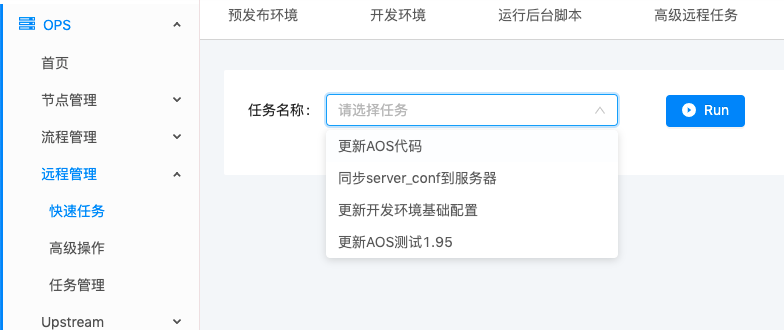 OPS
首页
节点管理
流程管理
远程管理
快速任务
高级操作
任务管理
Upstream
预发布环境 开发环境 运行后台脚本 高级远程任务
任务名称： 请选择任务 Run
更新AOS代码
同步server_conf到服务器
更新开发环境基础配置
更新AOS测试1.95